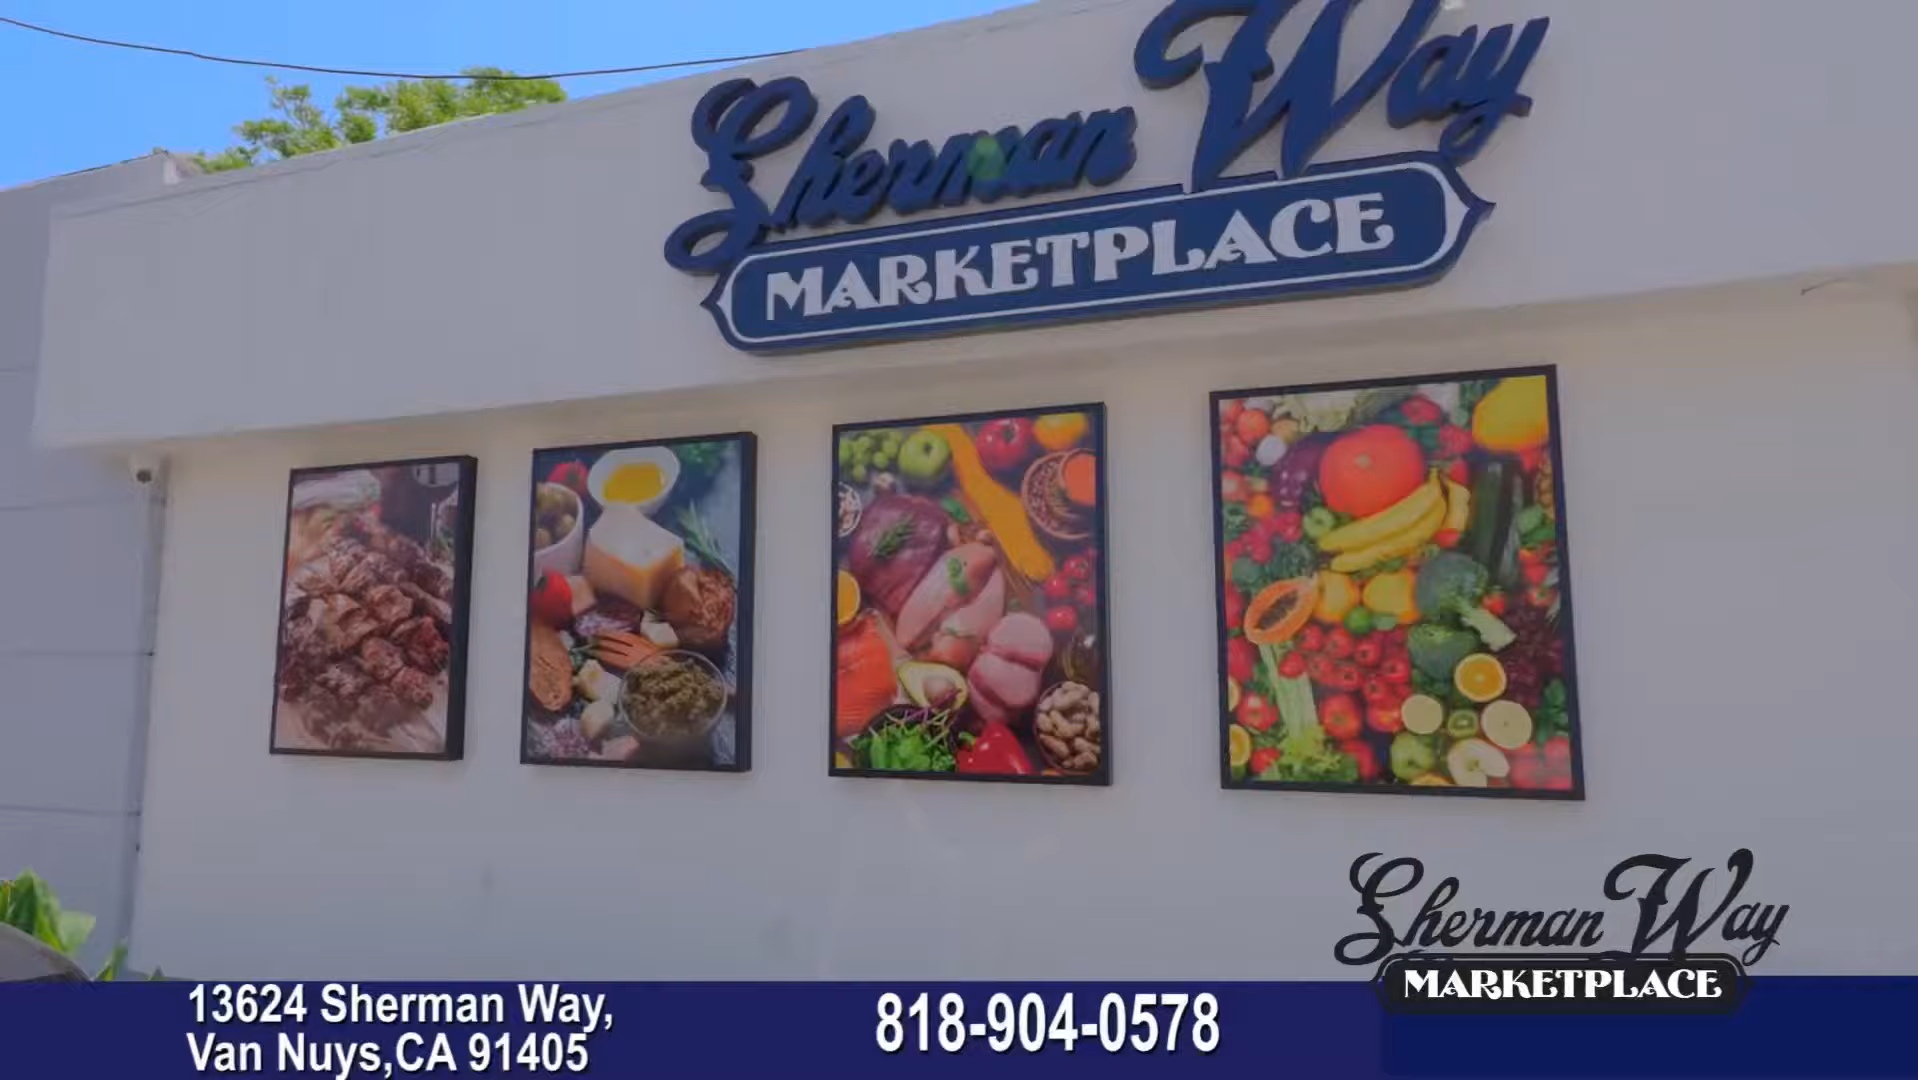 Sherman Way
MARKETPLACE
Sherman Way
MARKETPLACE
13624 Sherman Way,
Van Nuys,CA 91405
818-904-0578